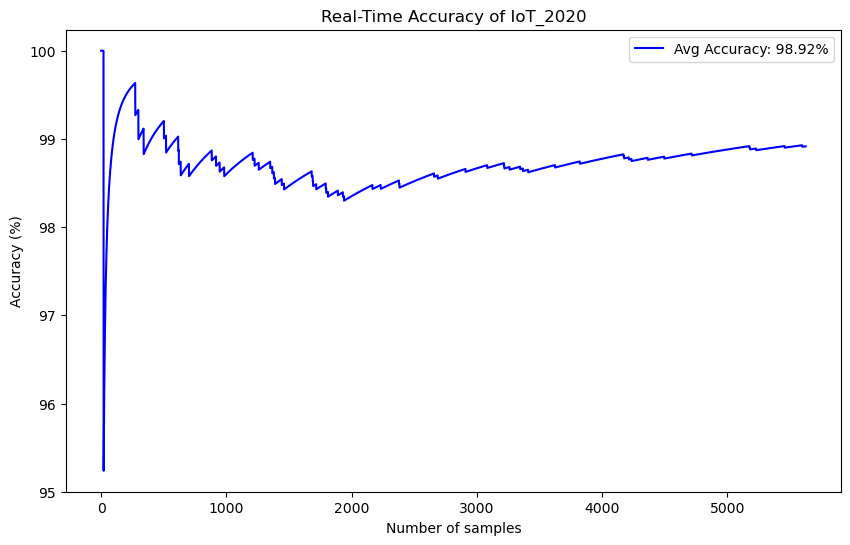 Real-Time Accuracy of IoT_2020
Avg Accuracy: 98.92%
Accuracy (%)
100
99
98
97
96
95
0 1000 2000 3000 4000 5000
Number of samples